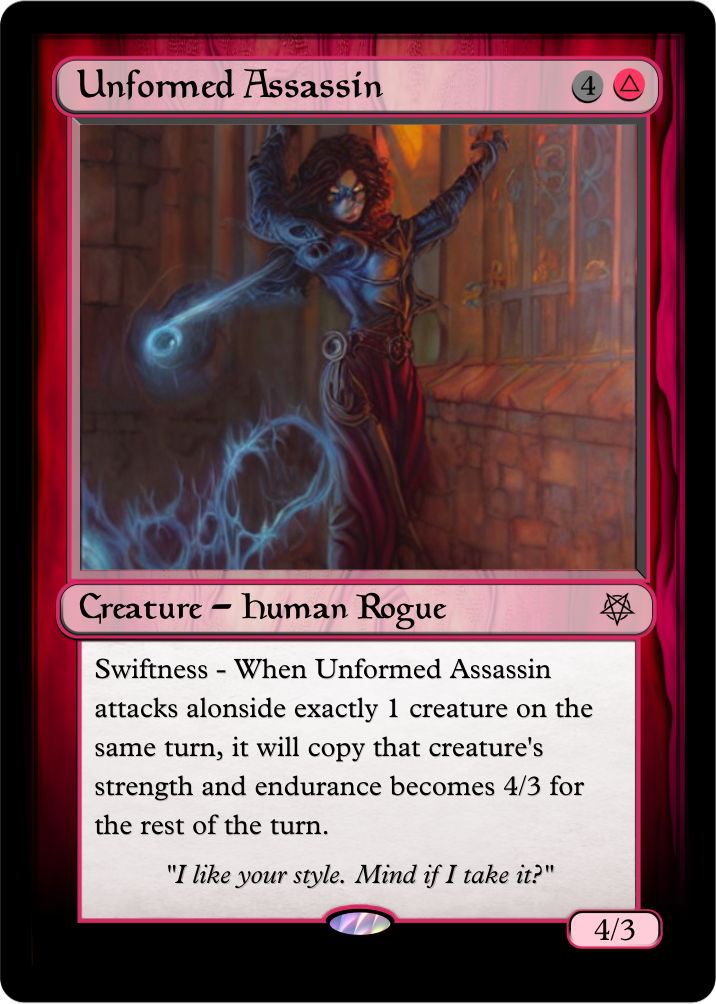 Unformed Assassin 4
Creature – Human Rogue
Swiftness - When Unformed Assassin
attacks alonside exactly 1 creature on the
same turn, it will copy that creature's
strength and endurance becomes 4/3 for
the rest of the turn.
"I like your style. Mind if I take it?"
4/3